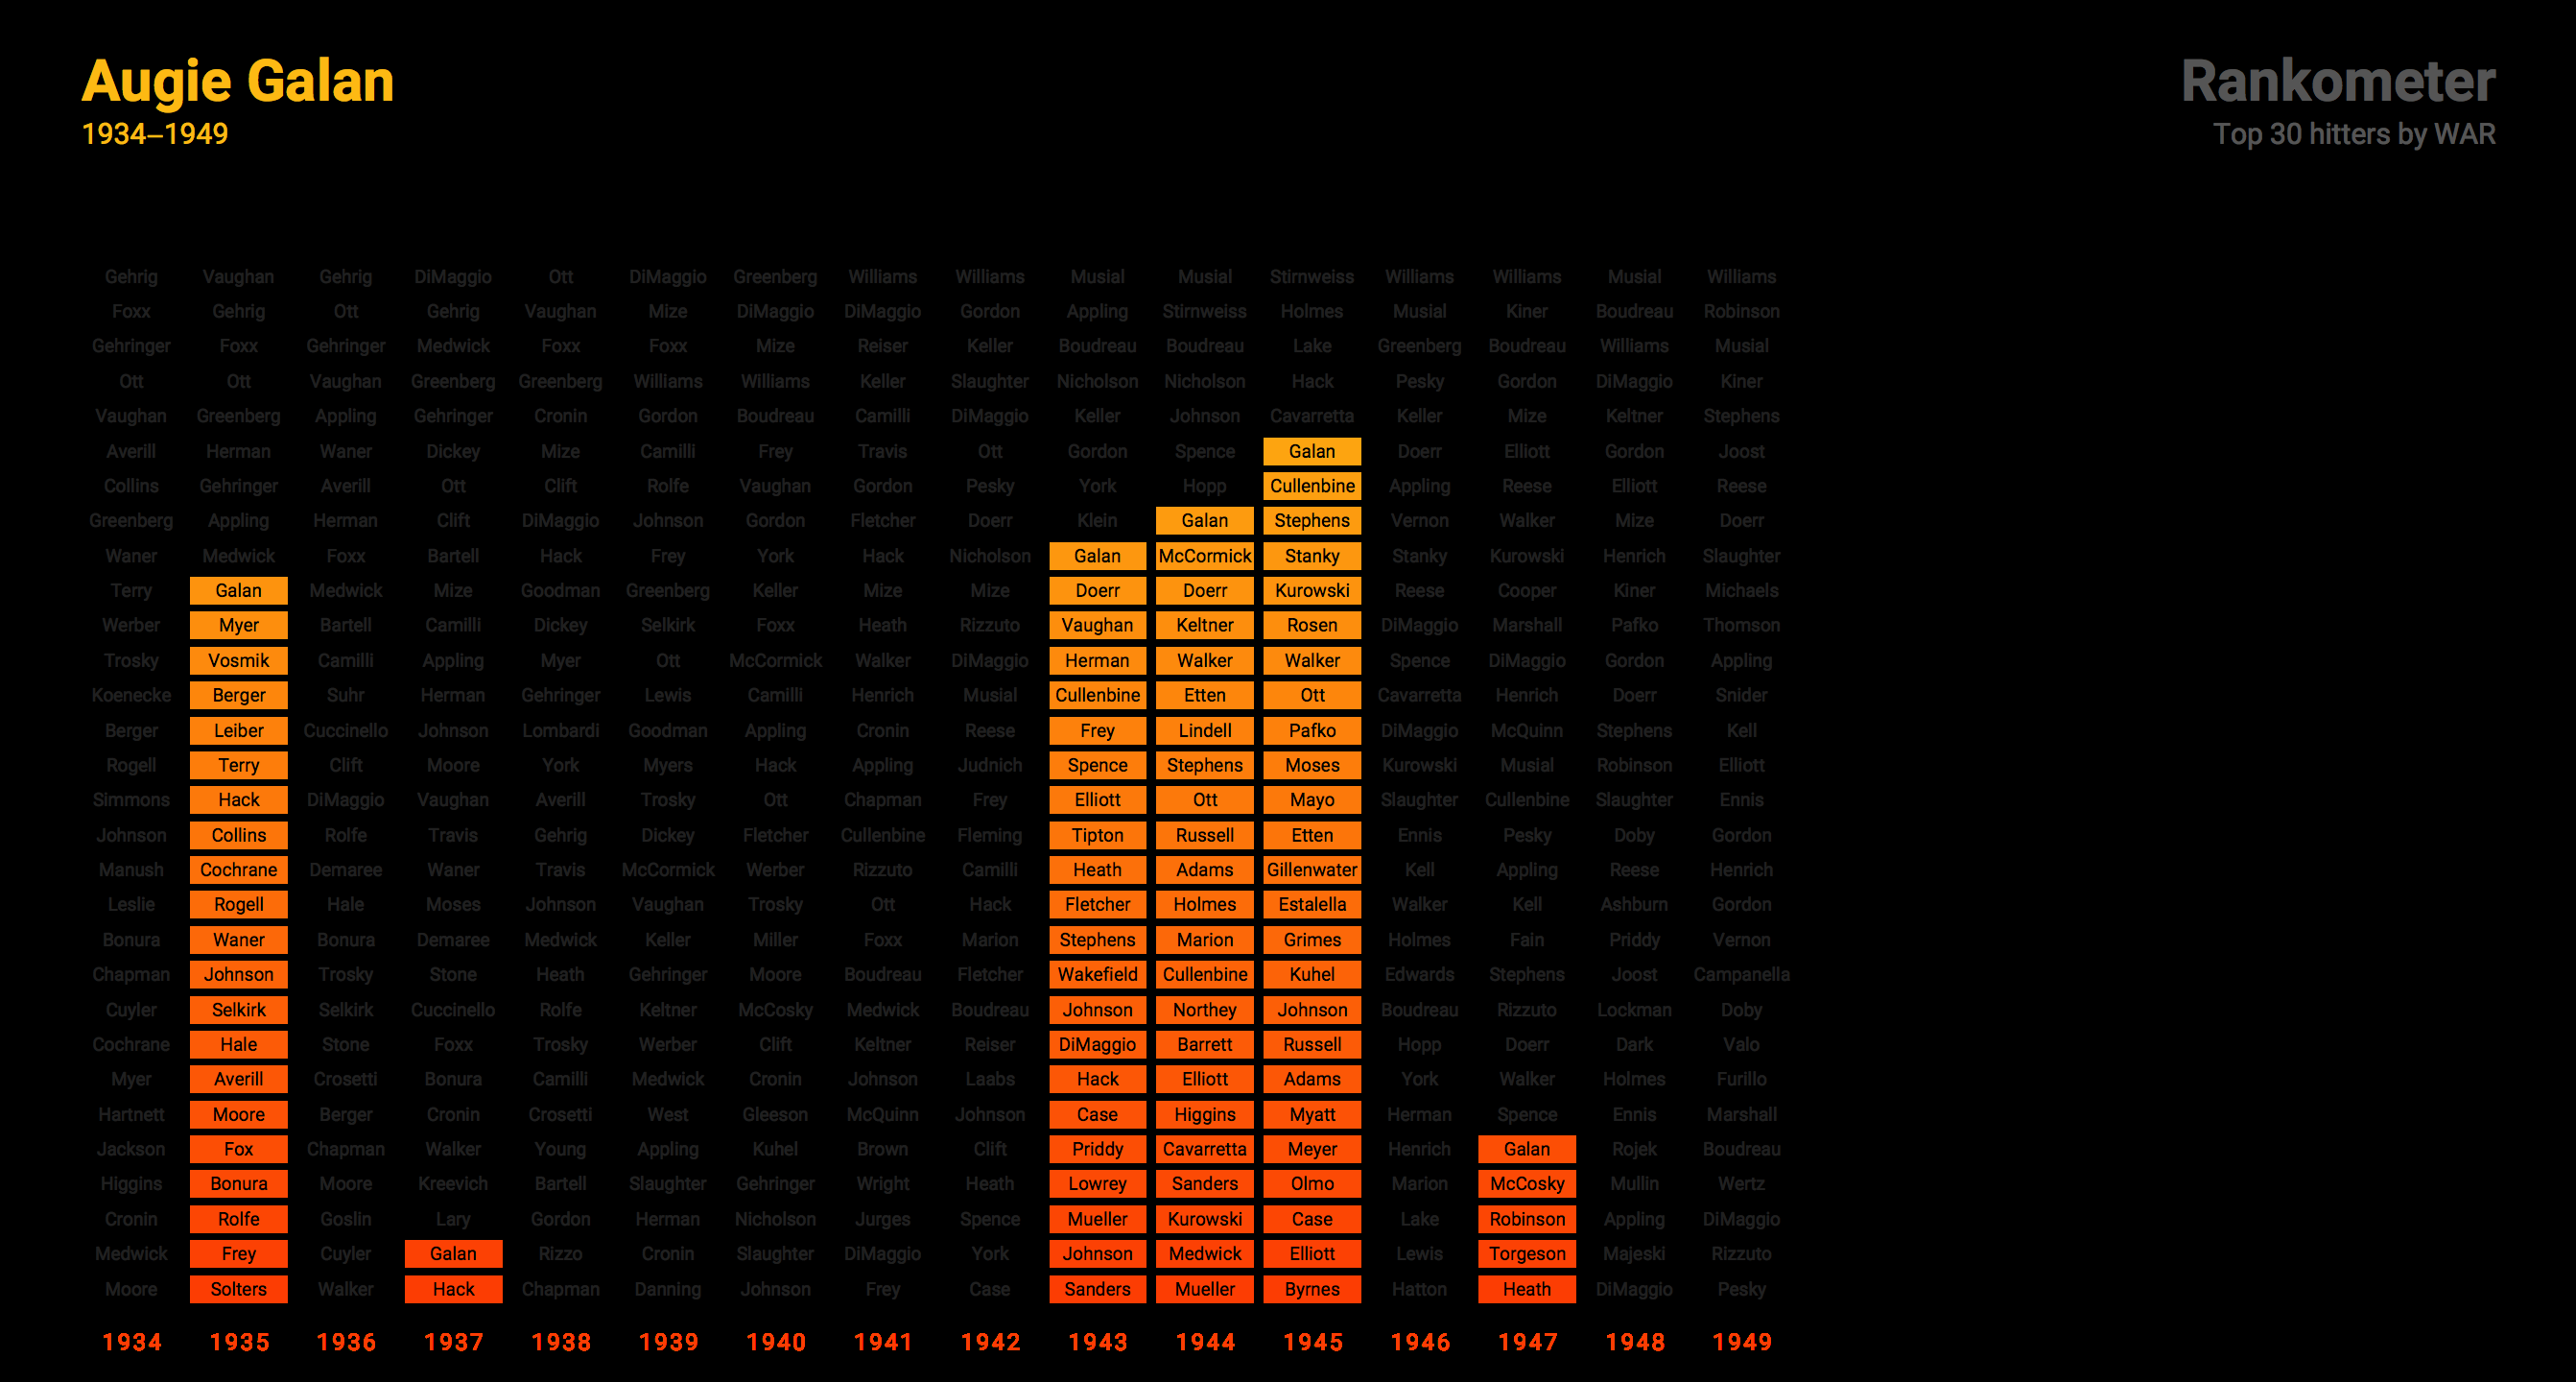 Augie Galan
1934–1949
Rankometer
Top 30 hitters by WAR
Gehrig Vaughan Gehrig DiMaggio Ott DiMaggio Greenberg Williams Williams Musial Musial Stirnweiss Williams Williams Musial Williams
Foxx Gehrig Ott Gehrig Vaughan Mize DiMaggio DiMaggio Gordon Appling Stirnweiss Holmes Musial Kiner Boudreau Robinson
Gehringer Foxx Gehringer Medwick Foxx Foxx Mize Reiser Keller Boudreau Boudreau Lake Greenberg Boudreau Williams Musial
Ott Ott Vaughan Greenberg Greenberg Williams Williams Keller Slaughter Nicholson Nicholson Hack Pesky Gordon DiMaggio Kiner
Vaughan Greenberg Appling Gehringer Cronin Gordon Boudreau Camilli DiMaggio Keller Johnson Cavarretta Keller Mize Keltner Stephens
Averill Herman Waner Dickey Mize Camilli Frey Travis Ott Gordon Spence Galan Doerr Elliott Gordon Joost
Collins Gehringer Averill Ott Clift Rolfe Vaughan Gordon Pesky York Hopp Cullenbine Appling Reese Elliott Reese
Greenberg Appling Herman Clift DiMaggio Johnson Gordon Fletcher Doerr Klein Galan Stephens Vernon Walker Mize Doerr
Waner Medwick Foxx Bartell Hack Frey York Hack Nicholson Galan McCormick Stanky Stanky Kurowski Henrich Slaughter
Terry Galan Medwick Mize Goodman Greenberg Keller Mize Mize Doerr Doerr Kurowski Reese Cooper Kiner Michaels
Werber Myer Bartell Camilli Dickey Selkirk Foxx Heath Rizzuto Vaughan Keltner Rosen DiMaggio Marshall Pafko Thomson
Trosky Vosmik Camilli Appling Myer Ott McCormick Walker DiMaggio Herman Walker Walker Spence DiMaggio Gordon Appling
Koenecke Berger Suhr Herman Gehringer Lewis Camilli Henrich Musial Cullenbine Etten Ott Cavarretta Henrich Doerr Snider
Berger Leiber Cuccinello Johnson Lombardi Goodman Appling Cronin Reese Frey Lindell Pafko DiMaggio McQuinn Stephens Kell
Rogell Terry Clift Moore York Myers Hack Appling Judnich Spence Stephens Moses Kurowski Musial Robinson Elliott
Simmons Hack DiMaggio Vaughan Averill Trosky Ott Chapman Frey Elliott Ott Mayo Slaughter Cullenbine Slaughter Ennis
Johnson Collins Rolfe Travis Gehrig Dickey Fletcher Cullenbine Fleming Tipton Russell Etten Ennis Pesky Doby Gordon
Manush Cochrane Demaree Waner Travis McCormick Werber Rizzuto Camilli Heath Adams Gillenwater Kell Appling Reese Henrich
Leslie Rogell Hale Moses Johnson Vaughan Trosky Ott Hack Fletcher Holmes Estalella Walker Kell Ashburn Gordon
Bonura Waner Bonura Demaree Medwick Keller Miller Foxx Marion Stephens Marion Grimes Holmes Fain Priddy Vernon
Chapman Johnson Trosky Stone Heath Gehringer Moore Boudreau Fletcher Wakefield Cullenbine Kuhel Edwards Stephens Joost Campanella
Cuyler Selkirk Selkirk Cuccinello Rolfe Keltner McCosky Medwick Boudreau Johnson Northey Johnson Boudreau Rizzuto Lockman Doby
Cochrane Hale Stone Foxx Trosky Werber Clift Keltner Reiser DiMaggio Barrett Russell Hopp Doerr Dark Valo
Myer Averill Crosetti Bonura Camilli Medwick Cronin Johnson Laabs Hack Elliott Adams York Walker Holmes Furillo
Hartnett Moore Berger Cronin Crosetti West Gleeson McQuinn Johnson Case Higgins Myatt Herman Spence Ennis Marshall
Jackson Fox Chapman Walker Young Appling Kuhel Brown Clift Priddy Cavarretta Meyer Henrich Galan Rojek Boudreau
Higgins Bonura Moore Kreevich Bartell Slaughter Gehringer Wright Heath Lowrey Sanders Olmo Marion McCosky Mullin Wertz
Cronin Rolfe Goslin Lary Gordon Herman Nicholson Jurges Spence Mueller Kurowski Case Lake Robinson Appling DiMaggio
Medwick Frey Cuyler Galan Rizzo Cronin Slaughter DiMaggio York Johnson Medwick Elliott Lewis Torgeson Majeski Rizzuto
Moore Solters Walker Hack Chapman Danning Johnson Frey Case Sanders Mueller Byrnes Hatton Heath DiMaggio Pesky
1934 1935 1936 1937 1938 1939 1940 1941 1942 1943 1944 1945 1946 1947 1948 1949